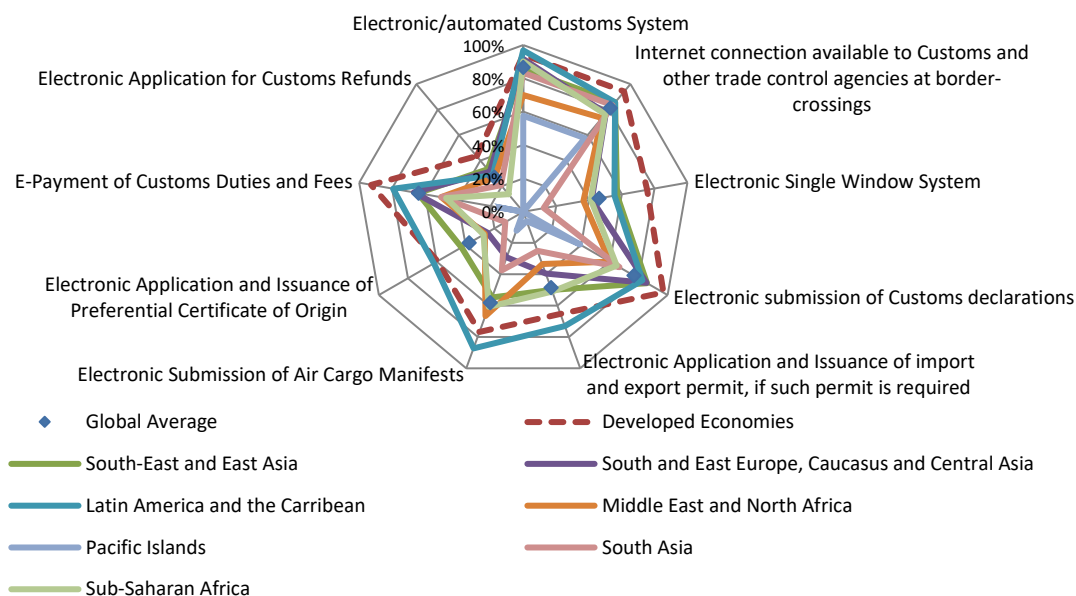 Electronic/automated Customs System
100%
80%
60%
40%
20%
0%
Internet connection available to Customs and
other trade control agencies at border-
crossings
Electronic Single Window System
Electronic submission of Customs declarations
Electronic Application and Issuance of import
and export permit, if such permit is required
Electronic Submission of Air Cargo Manifests
Electronic Application and Issuance of
Preferential Certificate of Origin
E-Payment of Customs Duties and Fees
Electronic Application for Customs Refunds
Global Average
Developed Economies
South-East and East Asia
South and East Europe, Caucasus and Central Asia
Latin America and the Carribean
Middle East and North Africa
Pacific Islands
South Asia
Sub-Saharan Africa